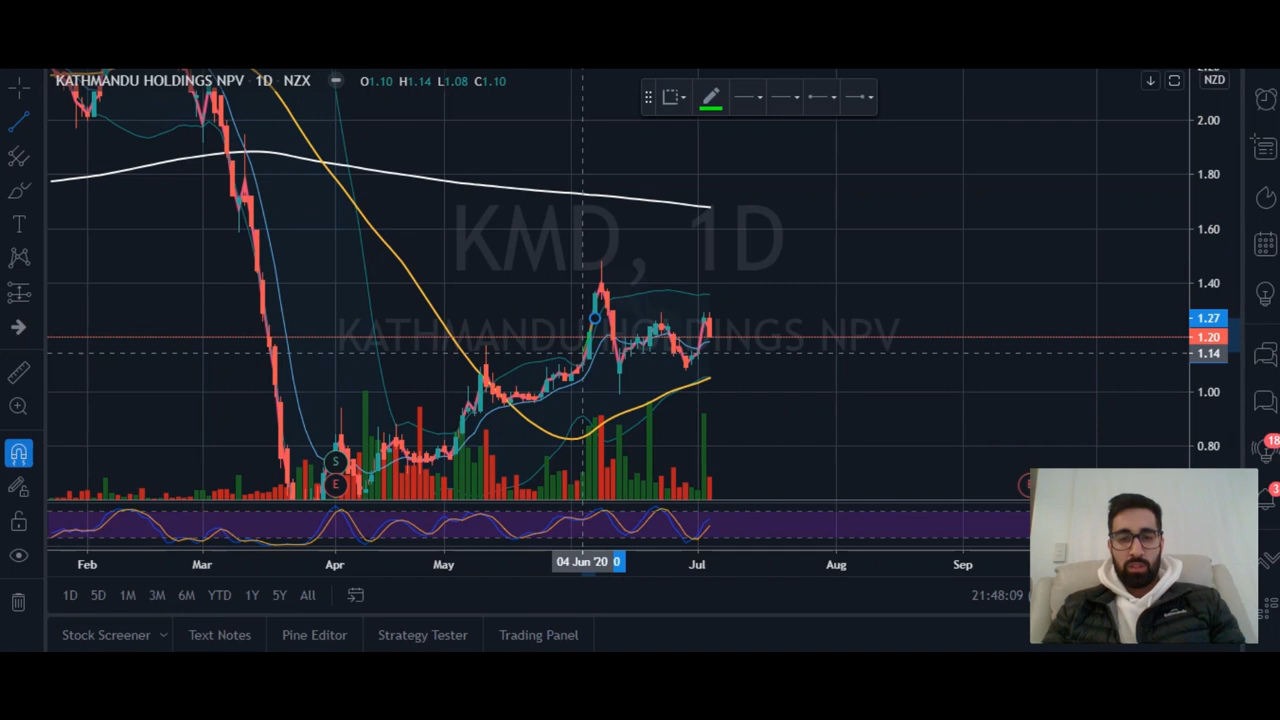 KATHMANDU HOLDINGS NPV · 1D · NZX O1.10 H1.14 L1.08 C1.10
NZD
2.00
1.80
1.60
1.40
1.27
1.20
1.14
1.00
0.80
KMD, 1D
KATHMANDU HOLDINGS NPV
S
E
18
3
Feb Mar Apr May 04 Jun '20 0 Jul Aug Sep
1D 5D 1M 3M 6M YTD 1Y 5Y All 21:48:09
Stock Screener Text Notes Pine Editor Strategy Tester Trading Panel